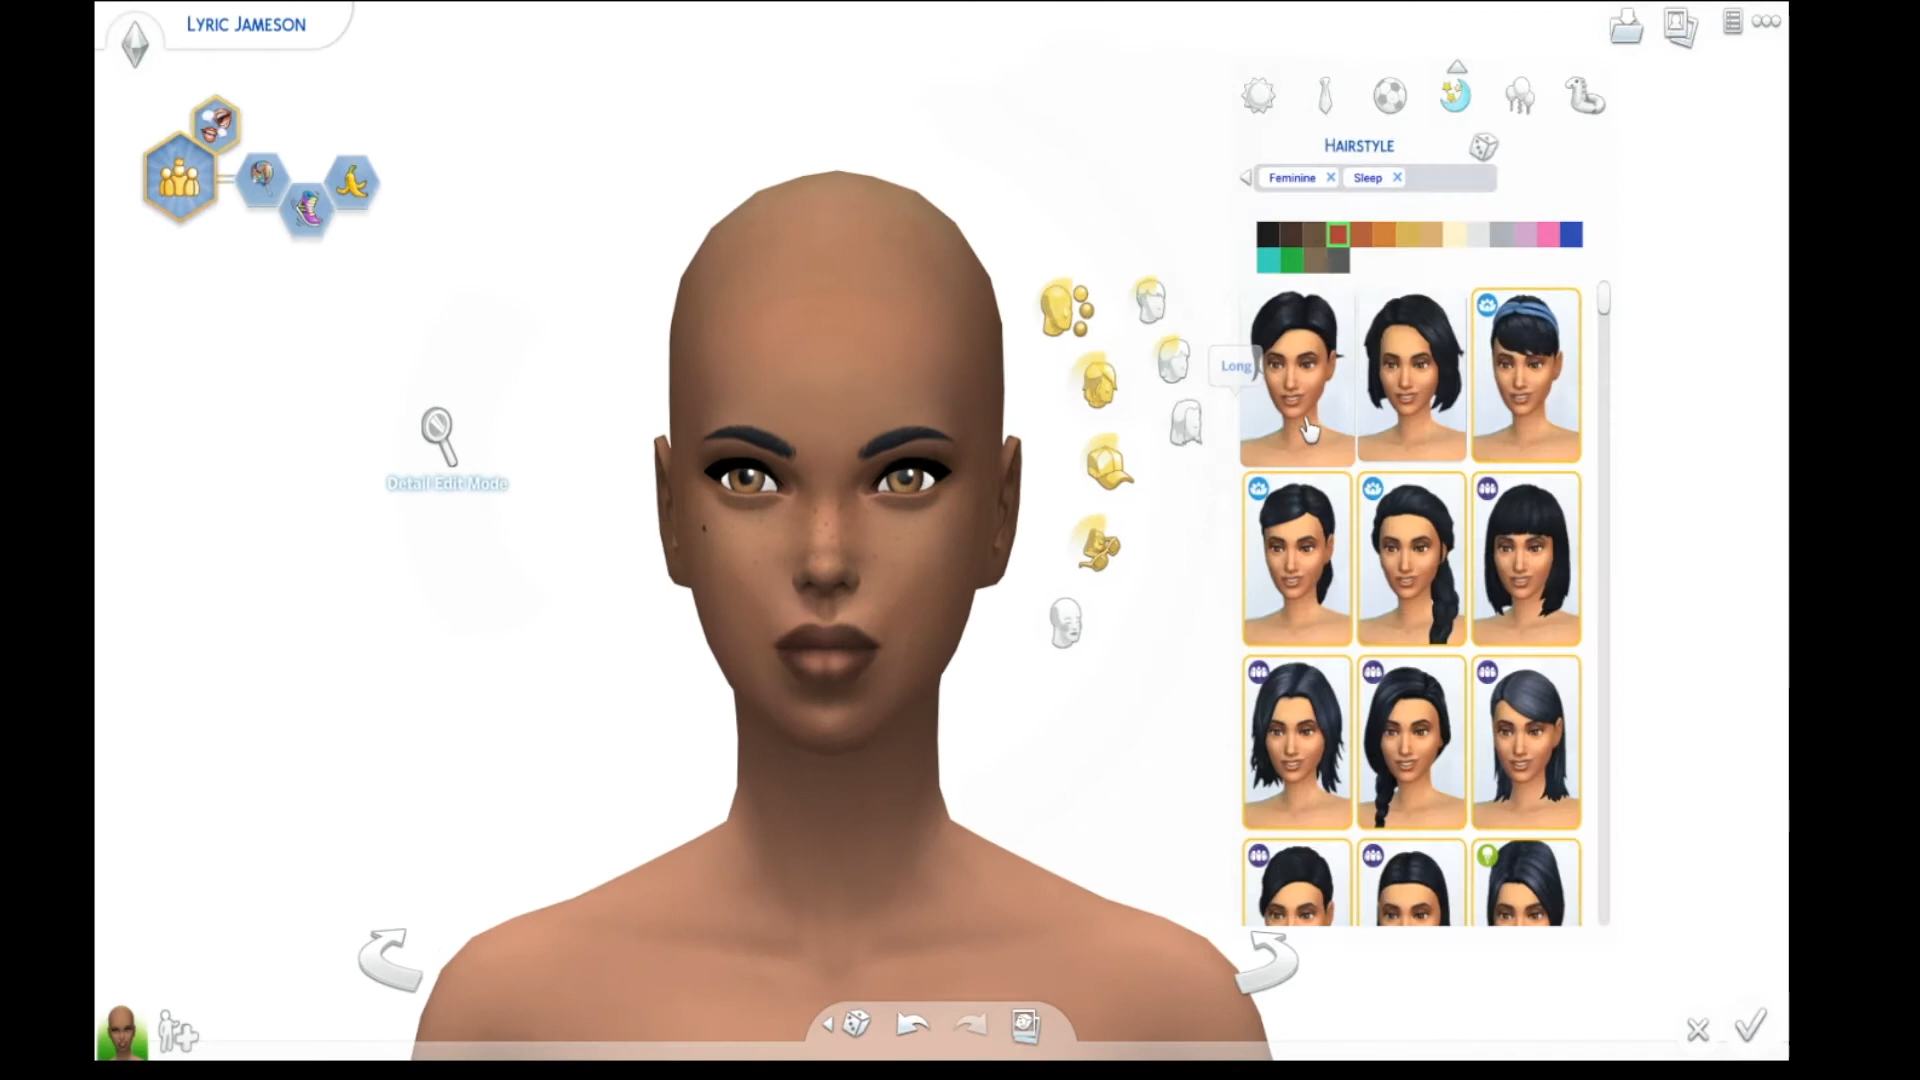 LYRIC JAMESON
HAIRSTYLE
Feminine X Sleep X
Long
Detail Edit Mode